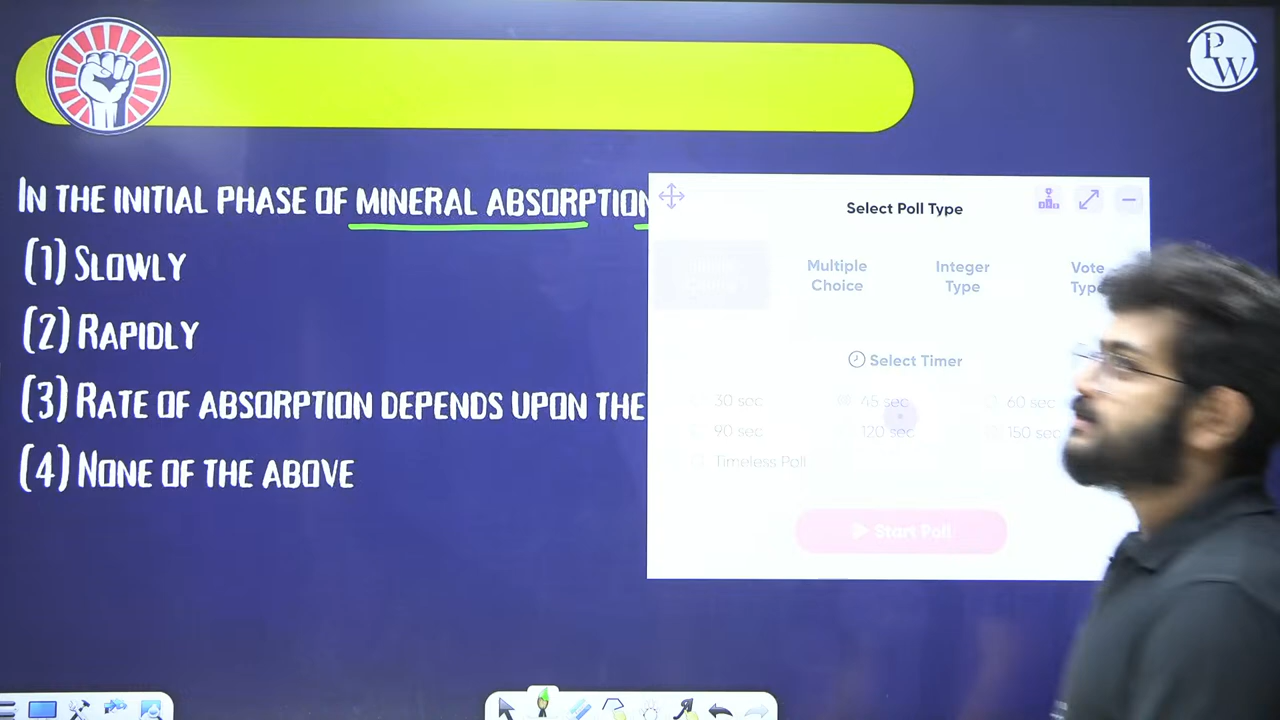 PW
IN THE INITIAL PHASE OF MINERAL ABSORPTION
(1) SLOWLY
(2) RAPIDLY
(3) RATE OF ABSORPTION DEPENDS UPON THE
(4) NONE OF THE ABOVE
Select Poll Type
Multiple Choice
Integer Type
Vote Type
Select Timer
30 sec
45 sec
60 sec
90 sec
120 sec
150 sec
Timeless Poll
Start Poll